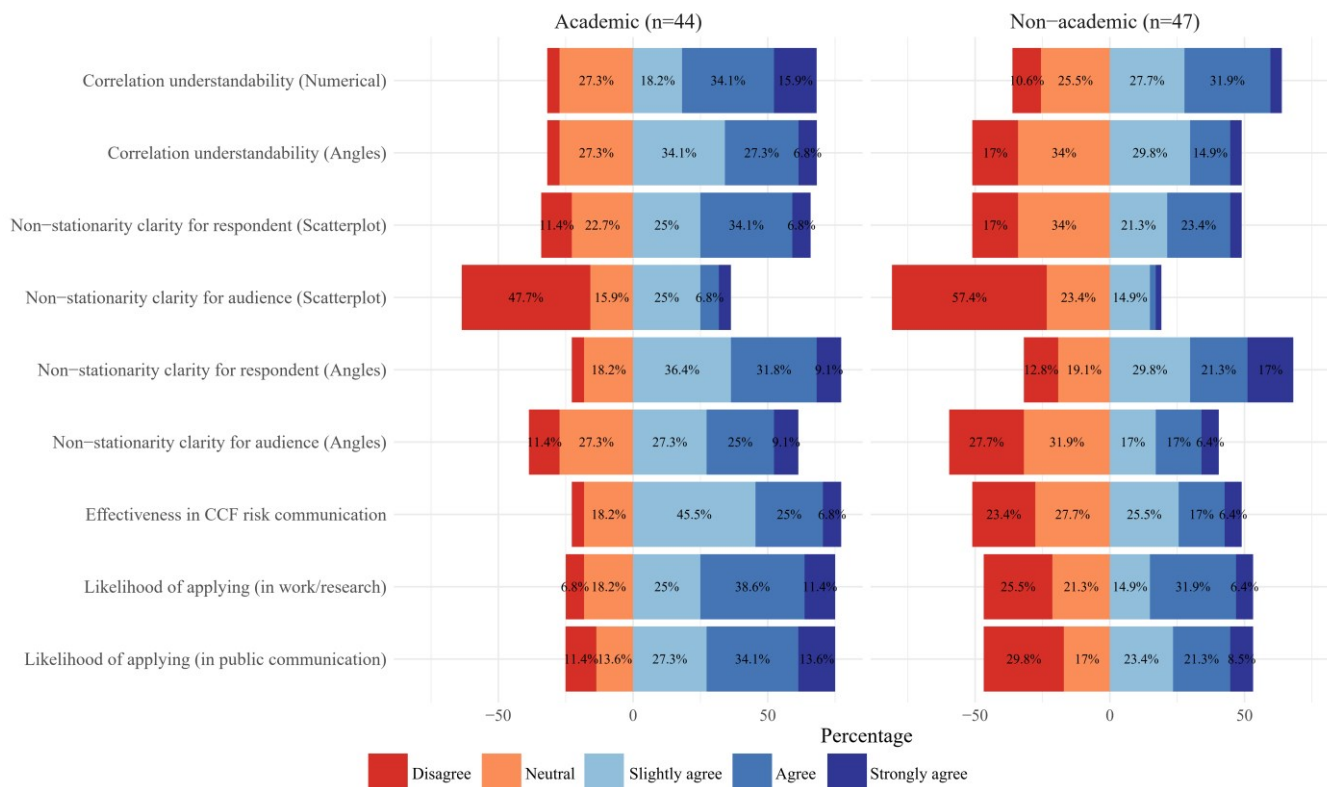 Academic (n=44) Non−academic (n=47)
−50 0 50 −50 0 50
Correlation understandability (Numerical) 27.3% 18.2% 34.1% 15.9% 10.6% 25.5% 27.7% 31.9%
Correlation understandability (Angles) 27.3% 34.1% 27.3% 6.8% 17% 34% 29.8% 14.9%
Non−stationarity clarity for respondent (Scatterplot) 11.4% 22.7% 25% 34.1% 6.8% 17% 34% 21.3% 23.4%
Non−stationarity clarity for audience (Scatterplot) 47.7% 15.9% 25% 6.8% 57.4% 23.4% 14.9%
Non−stationarity clarity for respondent (Angles) 18.2% 36.4% 31.8% 9.1% 12.8% 19.1% 29.8% 21.3% 17%
Non−stationarity clarity for audience (Angles) 11.4% 27.3% 27.3% 25% 9.1% 27.7% 31.9% 17% 17% 6.4%
Effectiveness in CCF risk communication 18.2% 45.5% 25% 6.8% 23.4% 27.7% 25.5% 17% 6.4%
Likelihood of applying (in work/research) 6.8% 18.2% 25% 38.6% 11.4% 25.5% 21.3% 14.9% 31.9% 6.4%
Likelihood of applying (in public communication) 11.4% 13.6% 27.3% 34.1% 13.6% 29.8% 17% 23.4% 21.3% 8.5%
−50 0 50 −50 0 50
Percentage
Disagree Neutral Slightly agree Agree Strongly agree